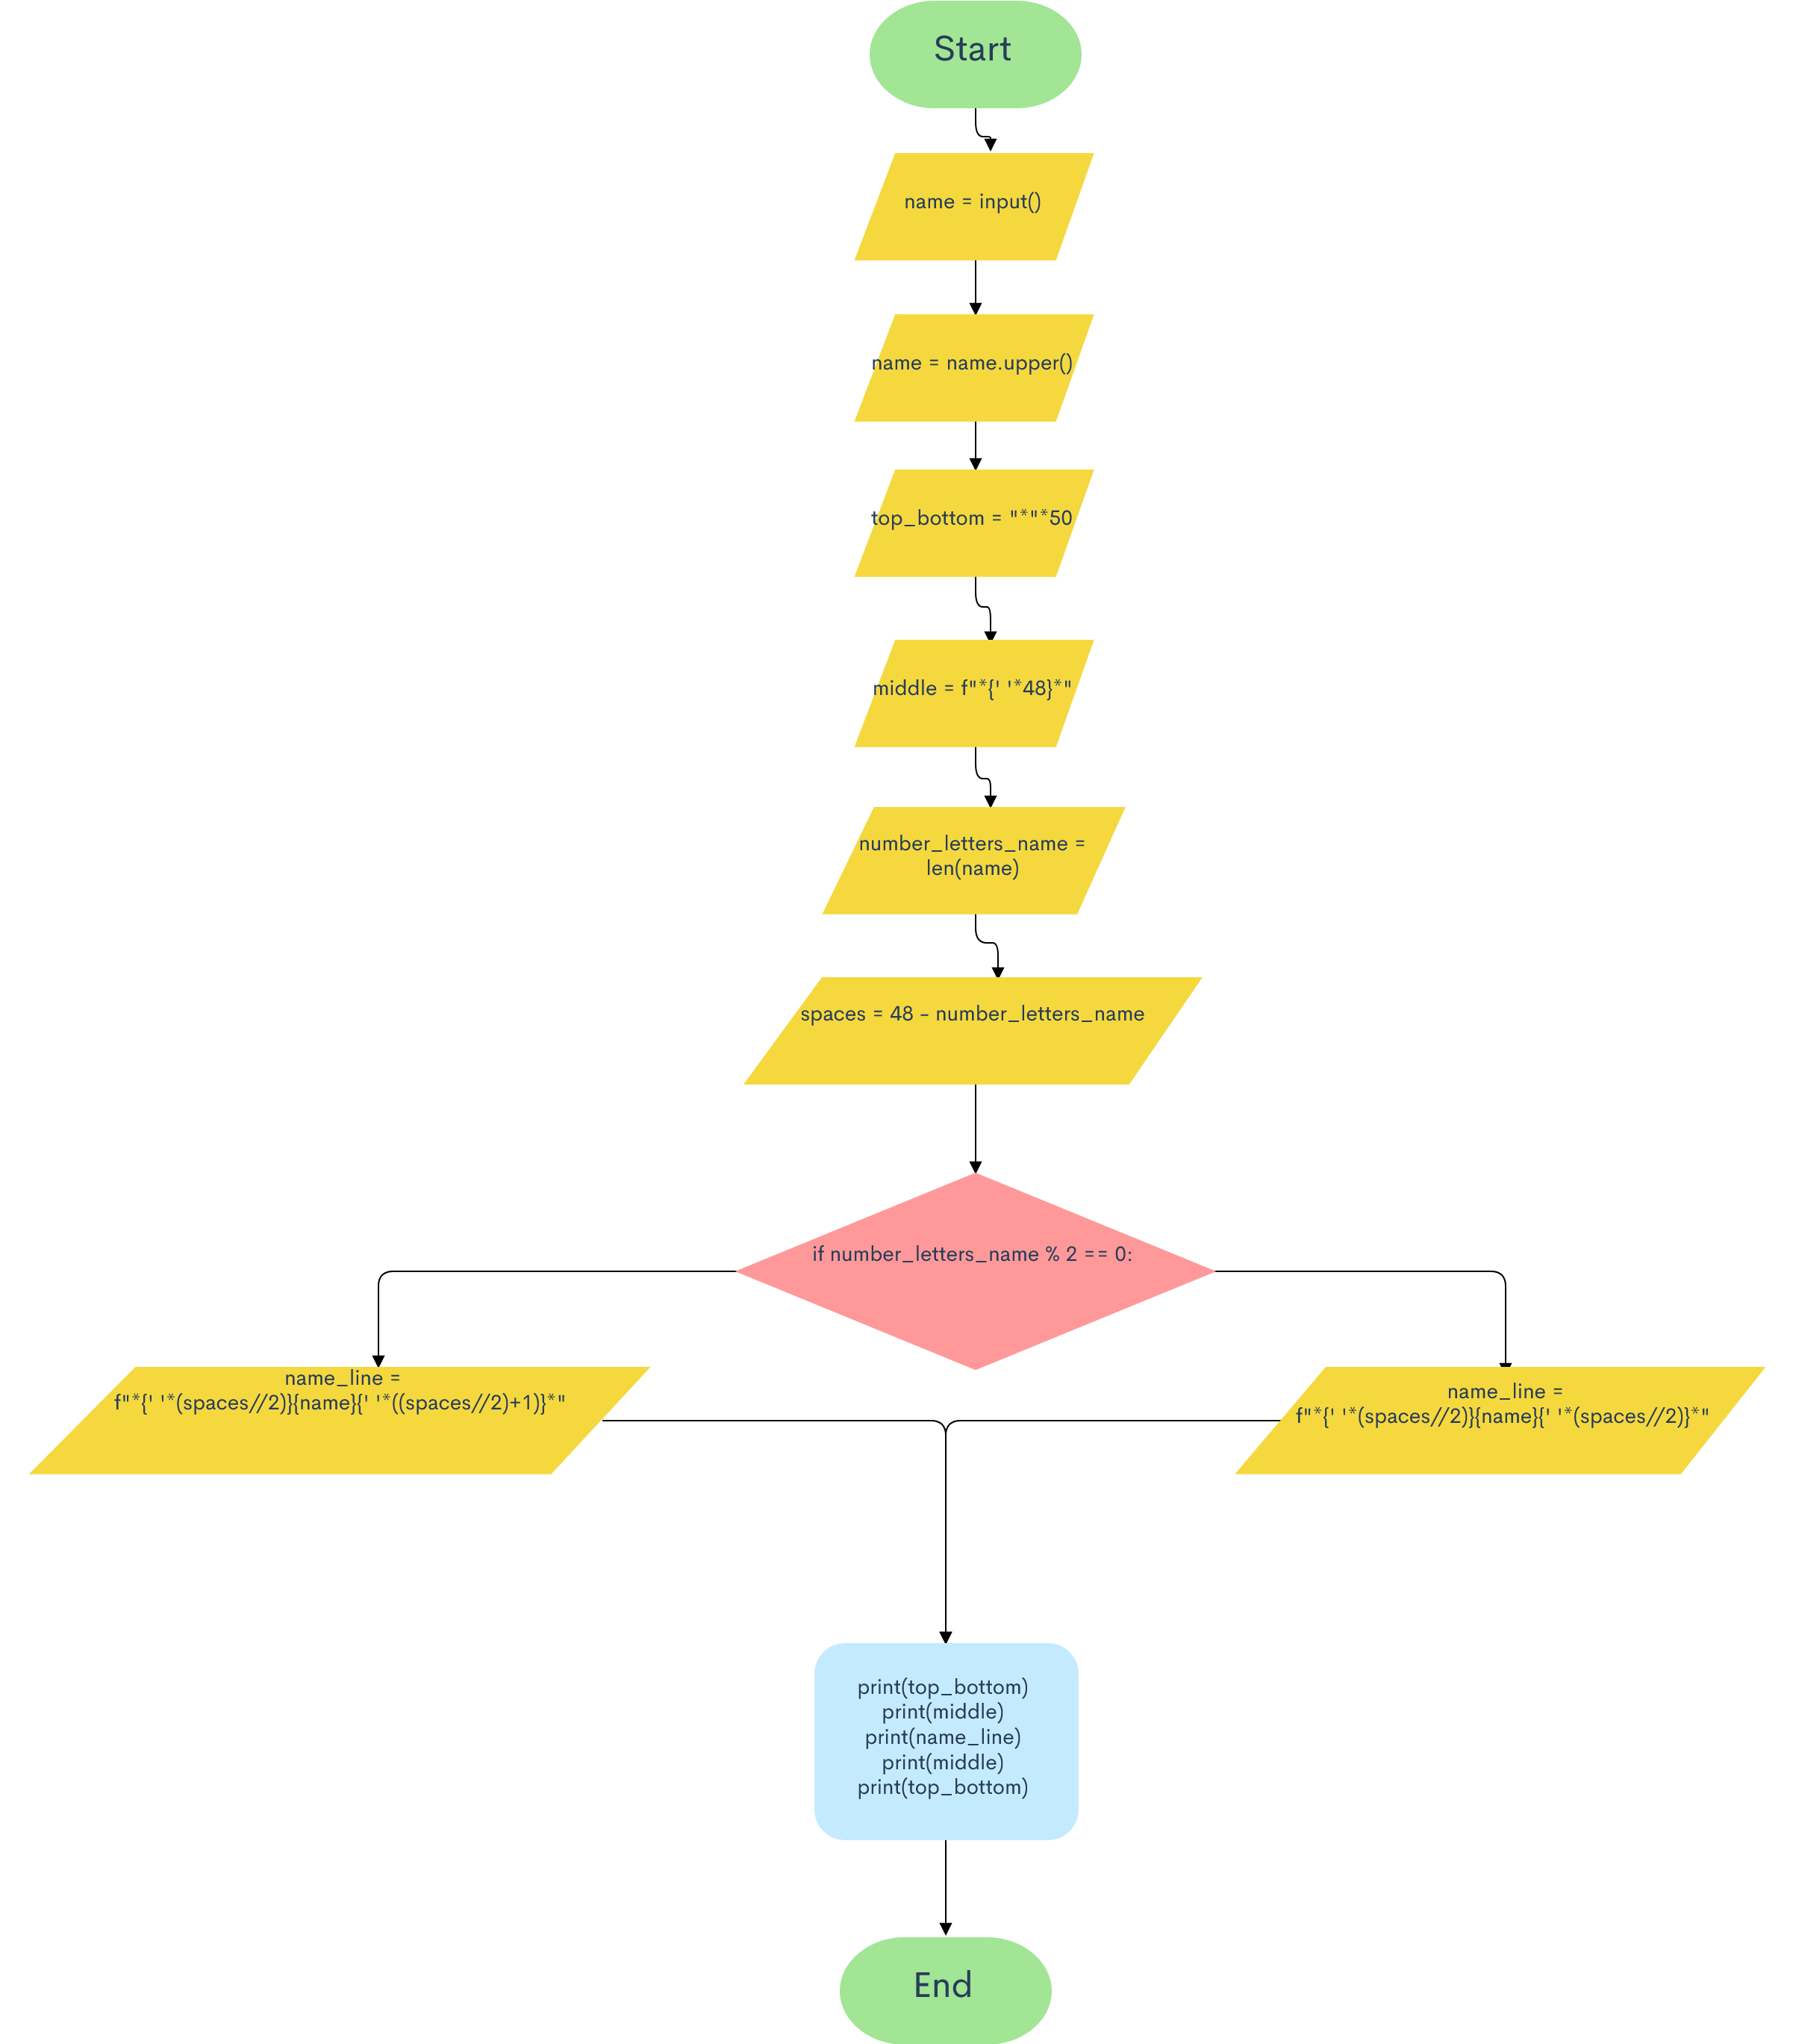 Start
name = input()
name = name.upper()
top_bottom = "*"*50
middle = f"*{' '*48}*"
number_letters_name =
len(name)
spaces = 48 - number_letters_name
if number_letters_name % 2 == 0:
name_line =
f"*{' '*(spaces//2)}{name}{' '*((spaces//2)+1)}*"
name_line =
f"*{' '*(spaces//2)}{name}{' '*(spaces//2)}*"
print(top_bottom)
print(middle)
print(name_line)
print(middle)
print(top_bottom)
End